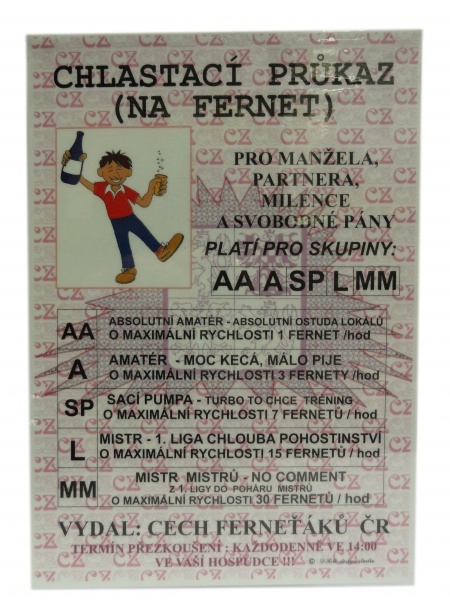 CHLASTACÍ PRŮKAZ
(NA FERNET)
PRO MANŽELA,
PARTNERA,
MILENCE
A SVOBODNÉ PÁNY
PLATÍ PRO SKUPINY:
AA A SP L MM
AA
ABSOLUTNÍ AMATÉR - ABSOLUTNÍ OSTUDA LOKÁLŮ
O MAXIMÁLNÍ RYCHLOSTI 1 FERNET /hod
A
AMATÉR - MOC KECÁ, MÁLO PIJE
O MAXIMÁLNÍ RYCHLOSTI 3 FERNETY /hod
SP
SACÍ PUMPA - TURBO TO CHCE TRÉNING
O MAXIMÁLNÍ RYCHLOSTI 7 FERNETŮ / hod
L
MISTR - 1. LIGA CHLOUBA POHOSTINSTVÍ
O MAXIMÁLNÍ RYCHLOSTI 15 FERNETŮ / hod
MM
MISTR MISTRŮ - NO COMMENT
Z 1. LIGY DO POHÁRU MISTRŮ
O MAXIMÁLNÍ RYCHLOSTI 30 FERNETŮ / hod
VYDAL: CECH FERNEŤÁKŮ ČR
TERMÍN PŘEZKOUŠENÍ : KAŽDODENNĚ VE 14:00
VE VAŠÍ HOSPŮDCE !!!
©